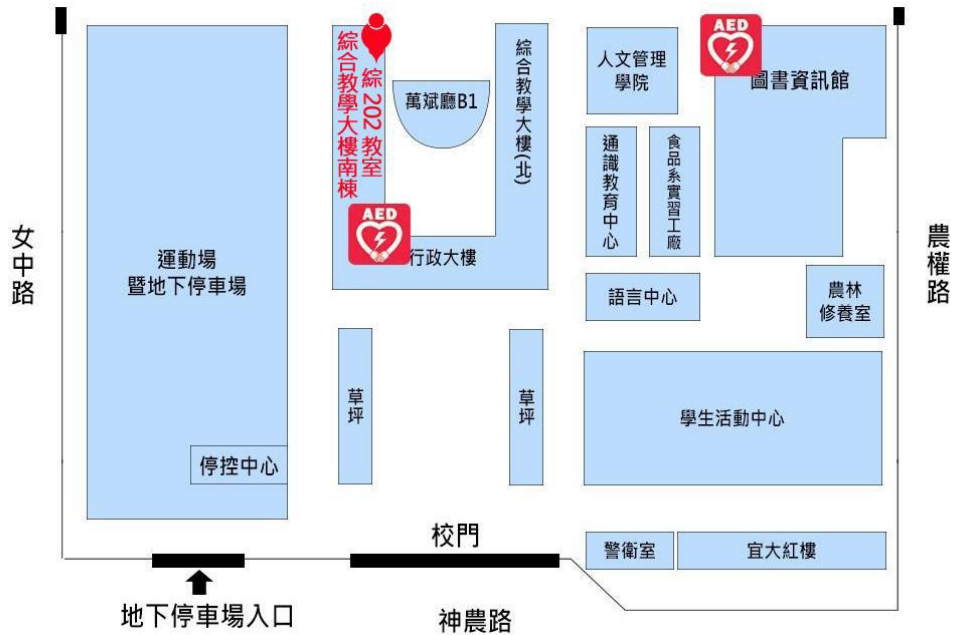 綜合教學大樓南棟
綜 202 教室
萬斌廳B1
綜合教學大樓(北)
人文管理
學院
AED
圖書資訊館
通識教育中心
食品系實習工廠
女中路
運動場
暨地下停車場
AED
行政大樓
語言中心
農林
修養室
農權路
草坪
草坪
學生活動中心
停控中心
校門
警衛室
宜大紅樓
地下停車場入口
神農路